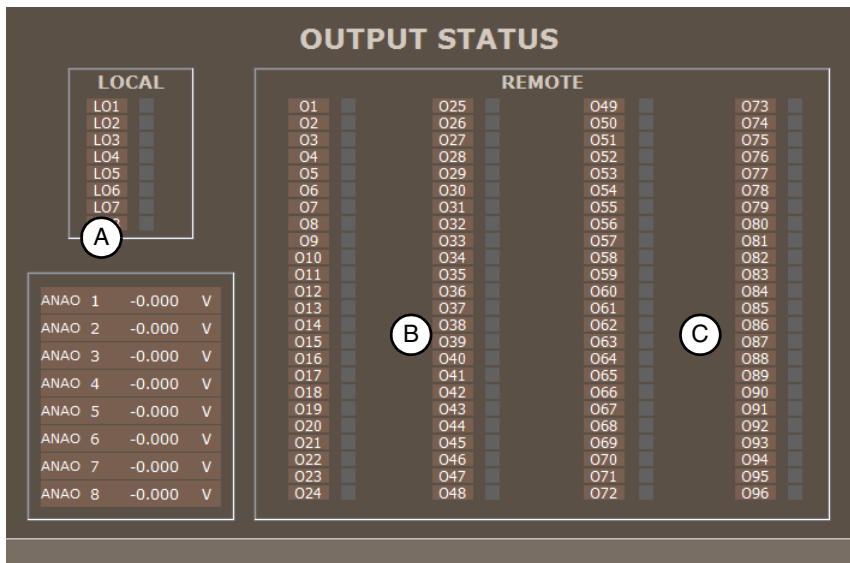 OUTPUT STATUS
LOCAL
LO1
LO2
LO3
LO4
LO5
LO6
LO7
A
ANAO 1 -0.000 V
ANAO 2 -0.000 V
ANAO 3 -0.000 V
ANAO 4 -0.000 V
ANAO 5 -0.000 V
ANAO 6 -0.000 V
ANAO 7 -0.000 V
ANAO 8 -0.000 V
REMOTE
O1 O25 O49 O73
O2 O26 O50 O74
O3 O27 O51 O75
O4 O28 O52 O76
O5 O29 O53 O77
O6 O30 O54 O78
O7 O31 O55 O79
O8 O32 O56 O80
O9 O33 O57 O81
O10 O34 O58 O82
O11 O35 O59 O83
O12 O36 O60 O84
O13 O37 O61 O85
O14 O38 O62 O86
O15 O39 O63 O87
O16 O40 O64 O88
O17 O41 O65 O89
O18 O42 O66 O90
O19 O43 O67 O91
O20 O44 O68 O92
O21 O45 O69 O93
O22 O46 O70 O94
O23 O47 O71 O95
O24 O48 O72 O96
B
C